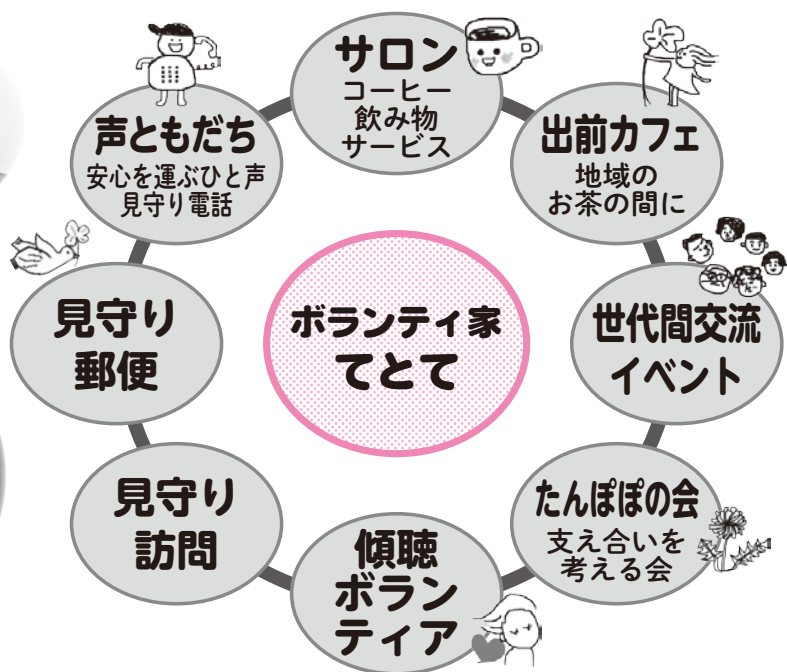 サロン
コーヒー
飲み物
サービス
出前カフェ
地域の
お茶の間に
世代間交流
イベント
たんぽぽの会
支え合いを
考える会
傾聴
ボラン
ティア
見守り
訪問
見守り
郵便
声ともだち
安心を運ぶひと声
見守り電話
ボランティ家
てとて